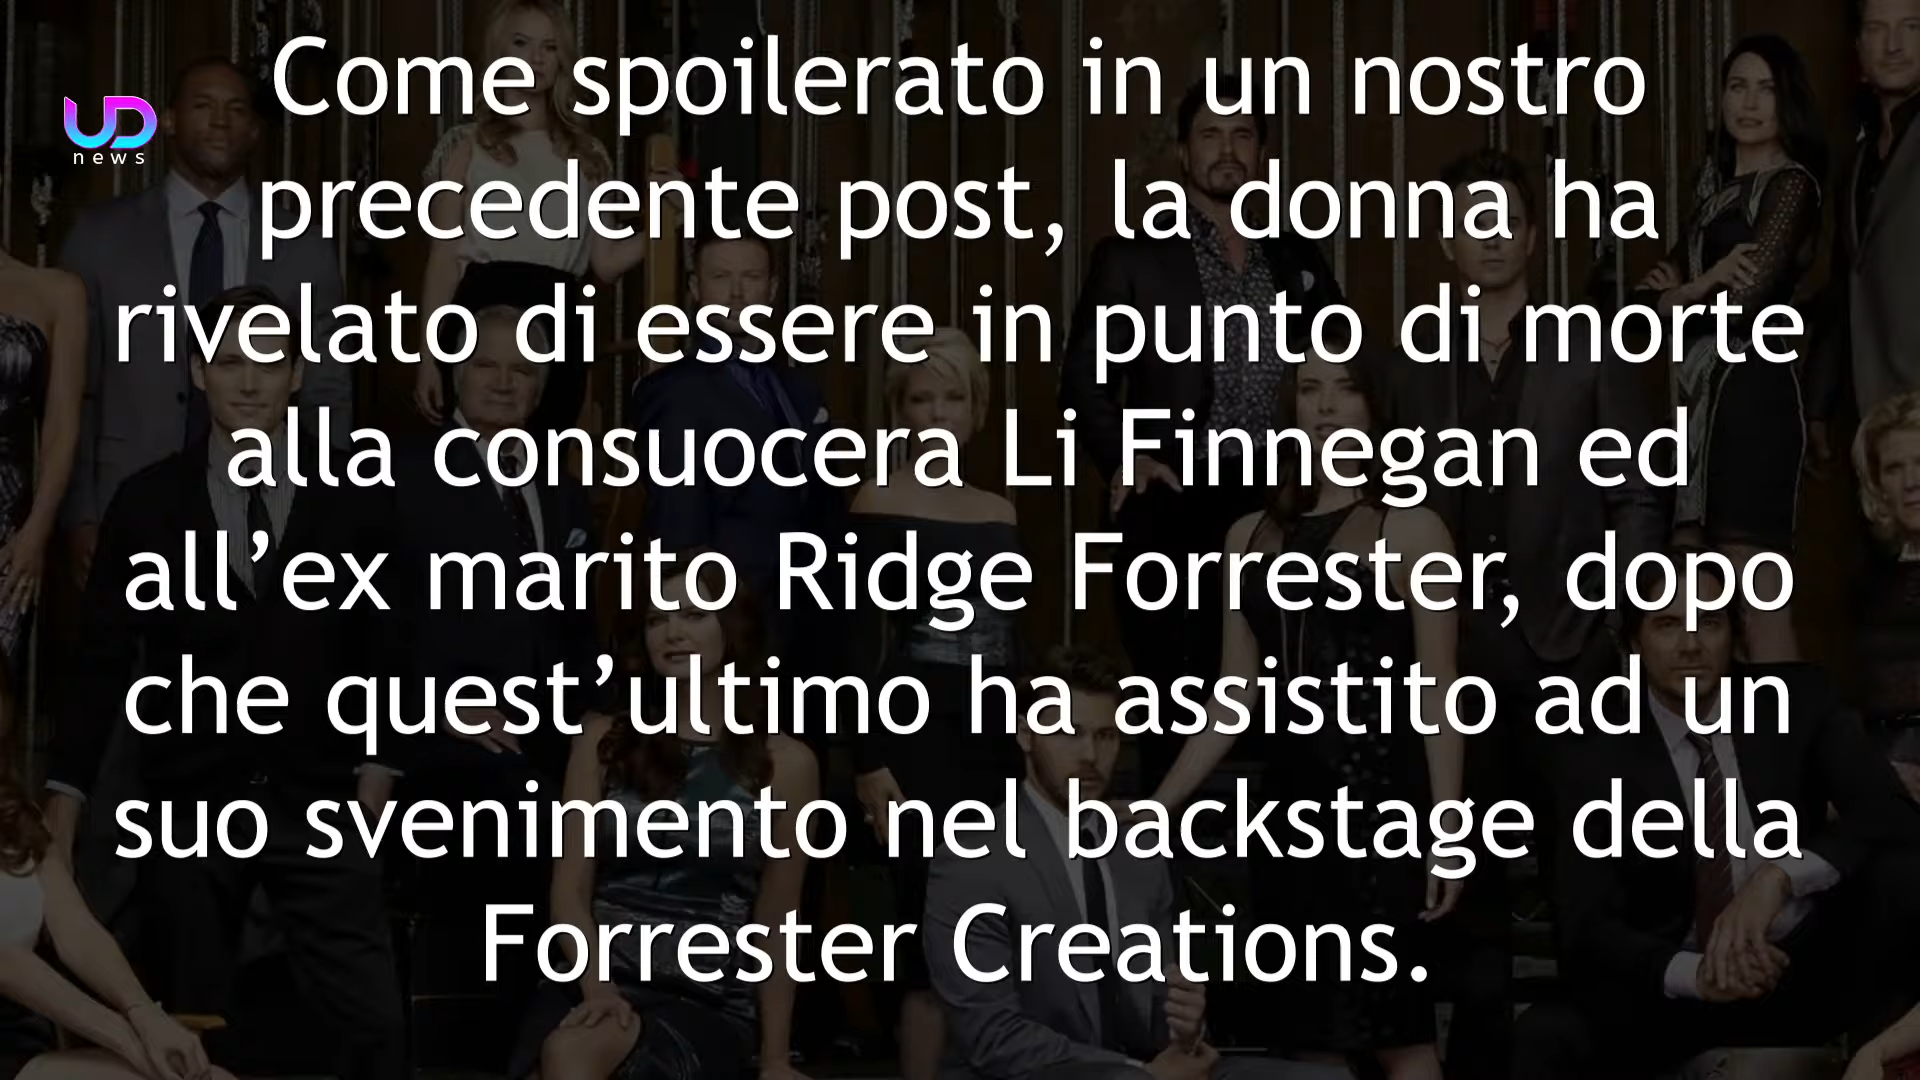 Come spoilerato in un nostro
UD
news
precedente post, la donna ha
rivelato di essere in punto di morte
alla consuocera Li Finnegan ed
all’ex marito Ridge Forrester, dopo
che quest’ultimo ha assistito ad un
suo svenimento nel backstage della
Forrester Creations.